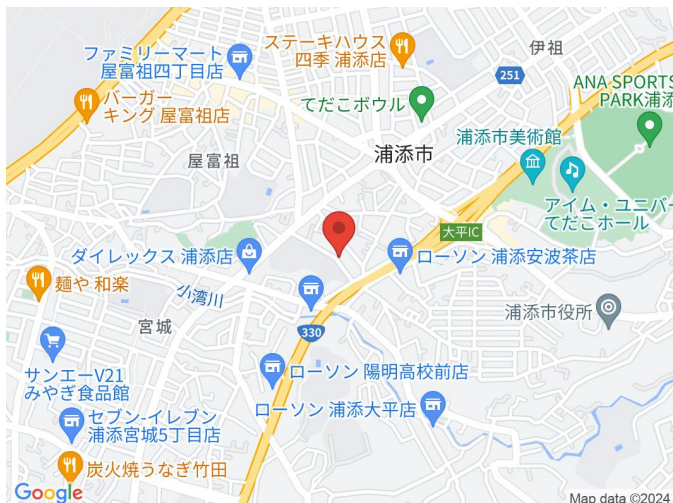 ファミリーマート
屋富祖四丁目店
ステーキハウス
四季 浦添店
伊祖
251
ANA SPORTS
PARK浦添
バーガー
キング 屋富祖店
てだこボウル
浦添市美術館
屋富祖
浦添市
アイム・ユニバー
てだこホール
大平IC
ダイレックス 浦添店
ローソン 浦添安波茶店
麺や 和楽
小湾川
浦添市役所
宮城
330
サンエーV21
みやぎ食品館
ローソン 陽明高校前店
ローソン 浦添大平店
セブン-イレブン
浦添宮城5丁目店
炭火焼うなぎ竹田
Google
Map data ©2024